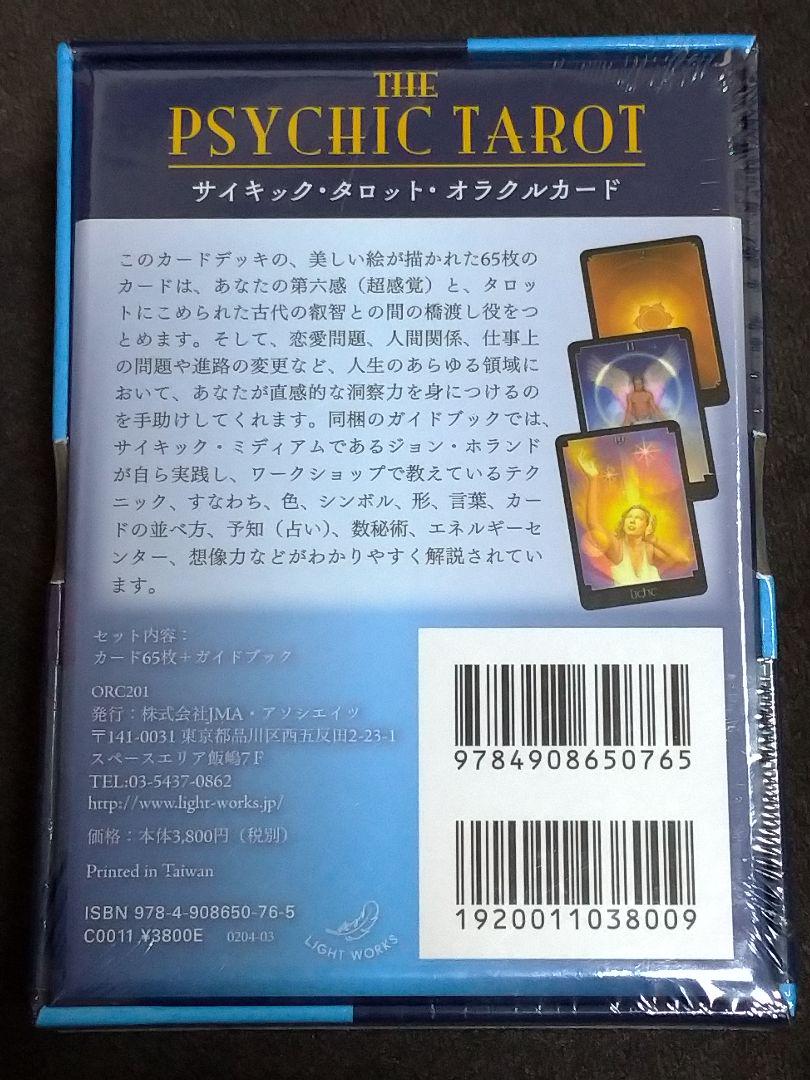 THE
PSYCHIC TAROT
サイキック・タロット・オラクルカード
このカードデッキの、美しい絵が描かれた65枚の
カードは、あなたの第六感（超感覚）と、タロッ
トにこめられた古代の叡智との間の橋渡し役をつ
とめます。そして、恋愛問題、人間関係、仕事上
の問題や進路の変更など、人生のあらゆる領域に
おいて、あなたが直感的な洞察力を身につけるの
を手助けしてくれます。同梱のガイドブックでは、
サイキック・ミディアムであるジョン・ホランド
が自ら実践し、ワークショップで教えているテク
ニック、すなわち、色、シンボル、形、言葉、カー
ドの並べ方、予知（占い）、数秘術、エネルギーセ
ンター、想像力などがわかりやすく解説されてい
ます。
2
11
19
Light
セット内容：
カード65枚＋ガイドブック
ORC201
発行：株式会社JMA・アソシエイツ
〒141-0031 東京都品川区西五反田2-23-1
スペースエリア飯嶋7F
TEL:03-5437-0862
http://www.light-works.jp/
価格：本体3,800円（税別）
Printed in Taiwan
ISBN 978-4-908650-76-5
C0011 ¥3800E 0204-03
LIGHT WORKS
9784908650765
1920011038009